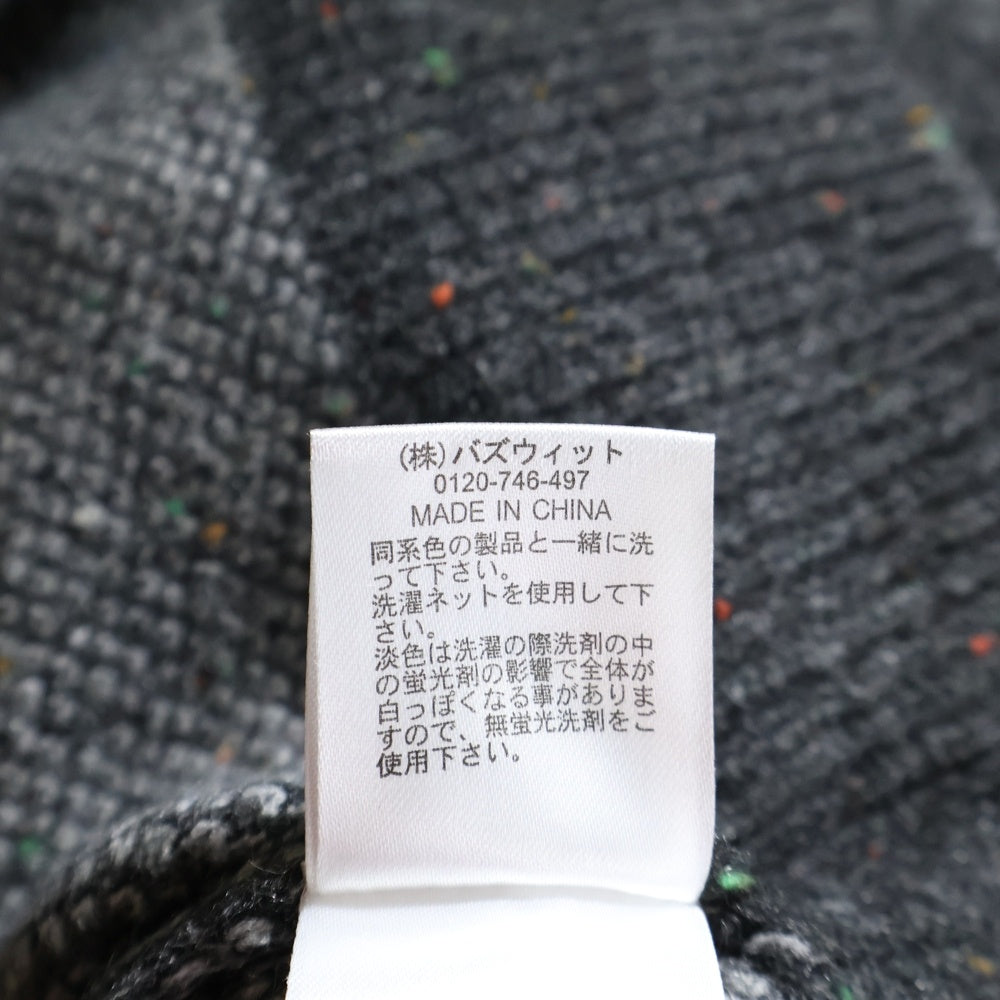 (株)バズウィット
0120-746-497
MADE IN CHINA
同系色の製品と一緒に洗
って下さい。
洗濯ネットを使用して下
さい。
淡色は洗濯の際洗剤の中
の蛍光剤の影響で全体が
白っぽくなる事がありま
すので、無蛍光洗剤をご
使用下さい。